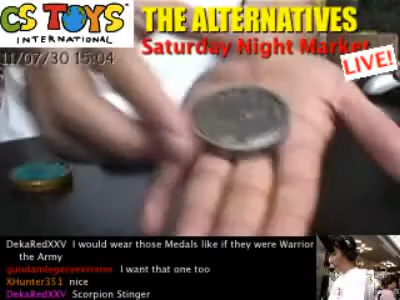 CS TOYS
INTERNATIONAL
THE ALTERNATIVES
Saturday Night Market
LIVE!
11/07/30 15:04
DekaRedXXV I would wear those Medals like if they were Warrior
the Army
gundamlegacyextreme I want that one too
XHunter351 nice
DekaRedXXV Scorpion Stinger